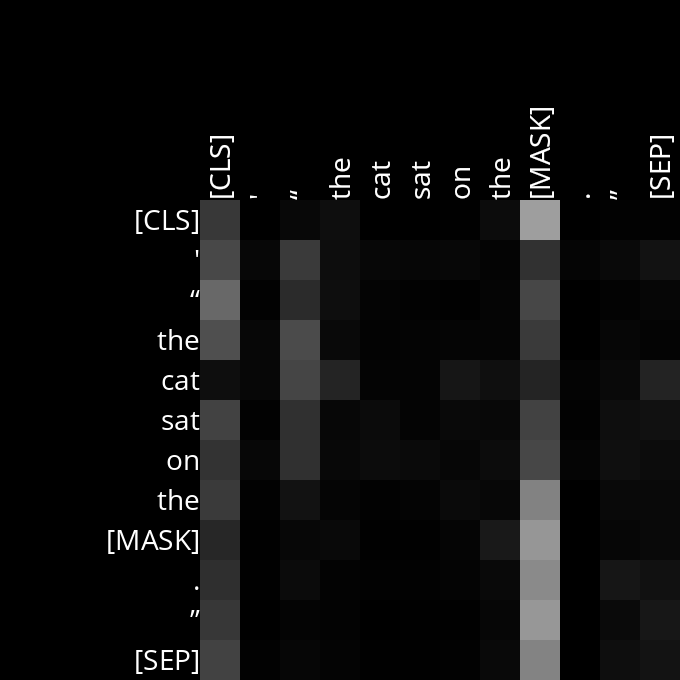 [CLS] ' “ the cat sat on the [MASK] . ” [SEP]
[CLS]
'
“
the
cat
sat
on
the
[MASK]
.
”
[SEP]